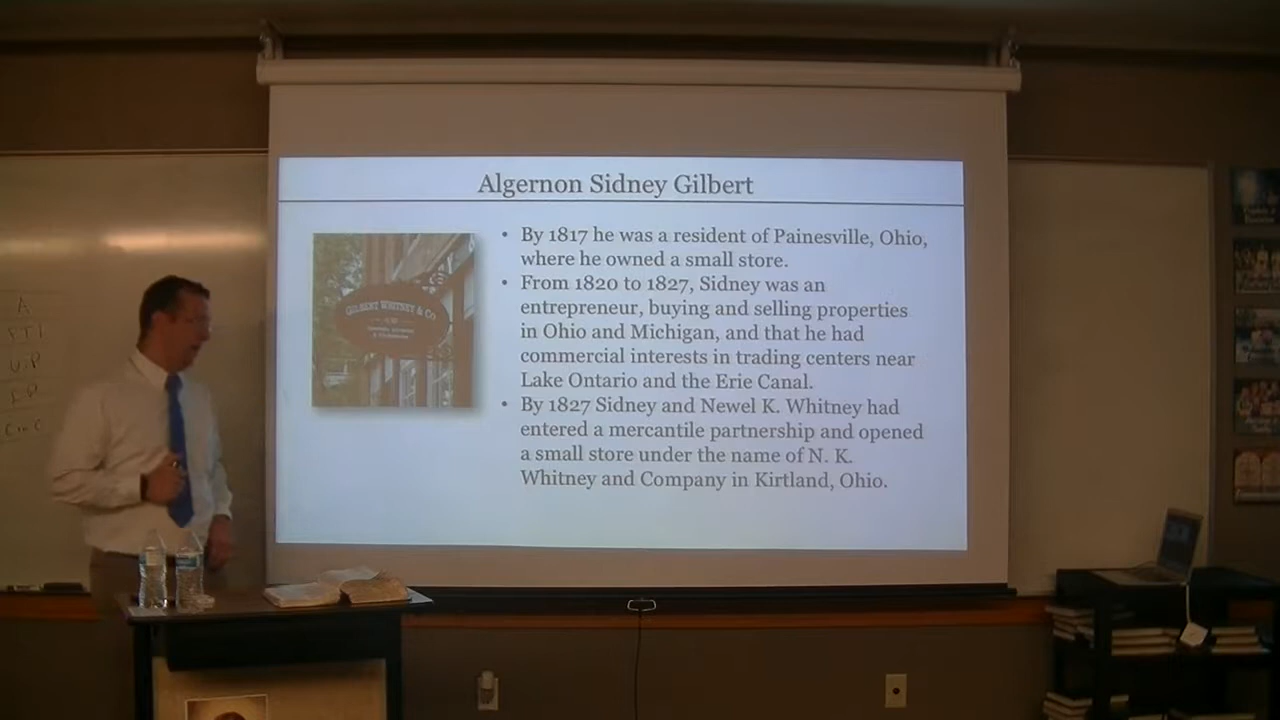 Algernon Sidney Gilbert
• By 1817 he was a resident of Painesville, Ohio,
where he owned a small store.
• From 1820 to 1827, Sidney was an
entrepreneur, buying and selling properties
in Ohio and Michigan, and that he had
commercial interests in trading centers near
Lake Ontario and the Erie Canal.
• By 1827 Sidney and Newel K. Whitney had
entered a mercantile partnership and opened
a small store under the name of N. K.
Whitney and Company in Kirtland, Ohio.
GILBERT WHITNEY & CO
A
STI